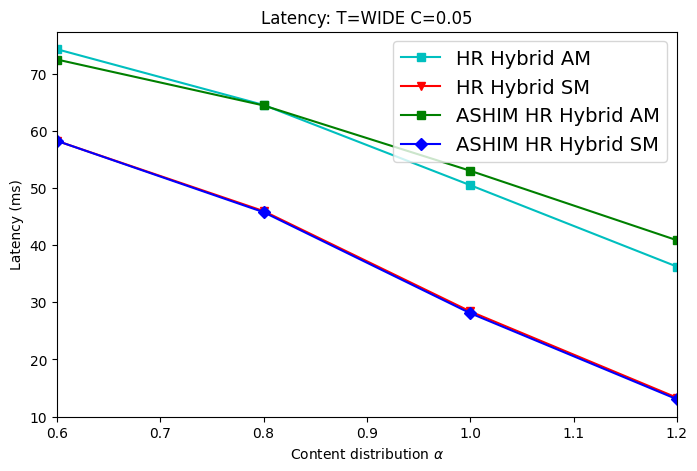 Latency: T=WIDE C=0.05
HR Hybrid AM
HR Hybrid SM
ASHIM HR Hybrid AM
ASHIM HR Hybrid SM
Latency (ms)
70
60
50
40
30
20
10
0.6 0.7 0.8 0.9 1.0 1.1 1.2
Content distribution α